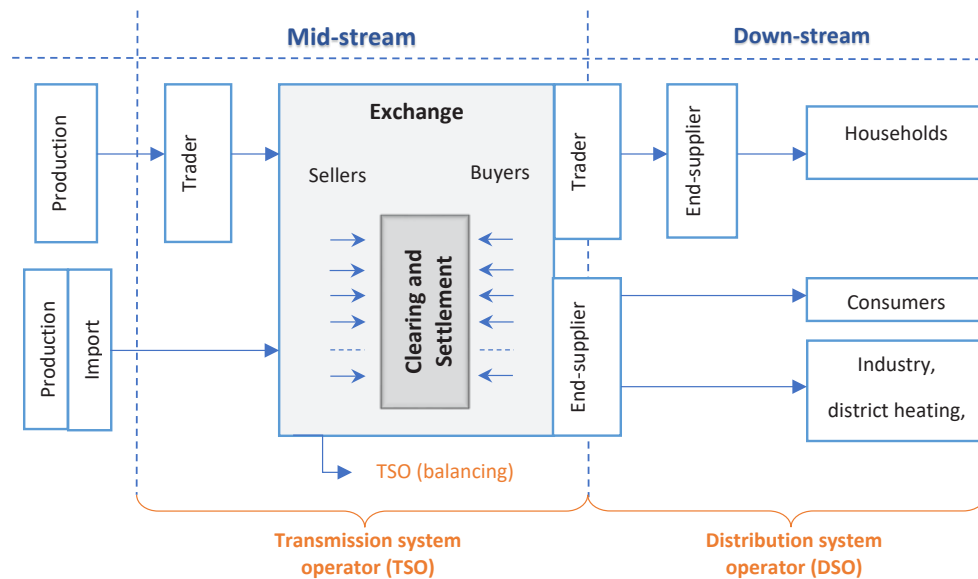 Mid-stream
Down-stream
Production
Trader
Exchange
Sellers
Buyers
Trader
End-supplier
Households
Clearing and
Settlement
Production
Import
End-supplier
Consumers
Industry,
district heating,
TSO (balancing)
Transmission system
operator (TSO)
Distribution system
operator (DSO)